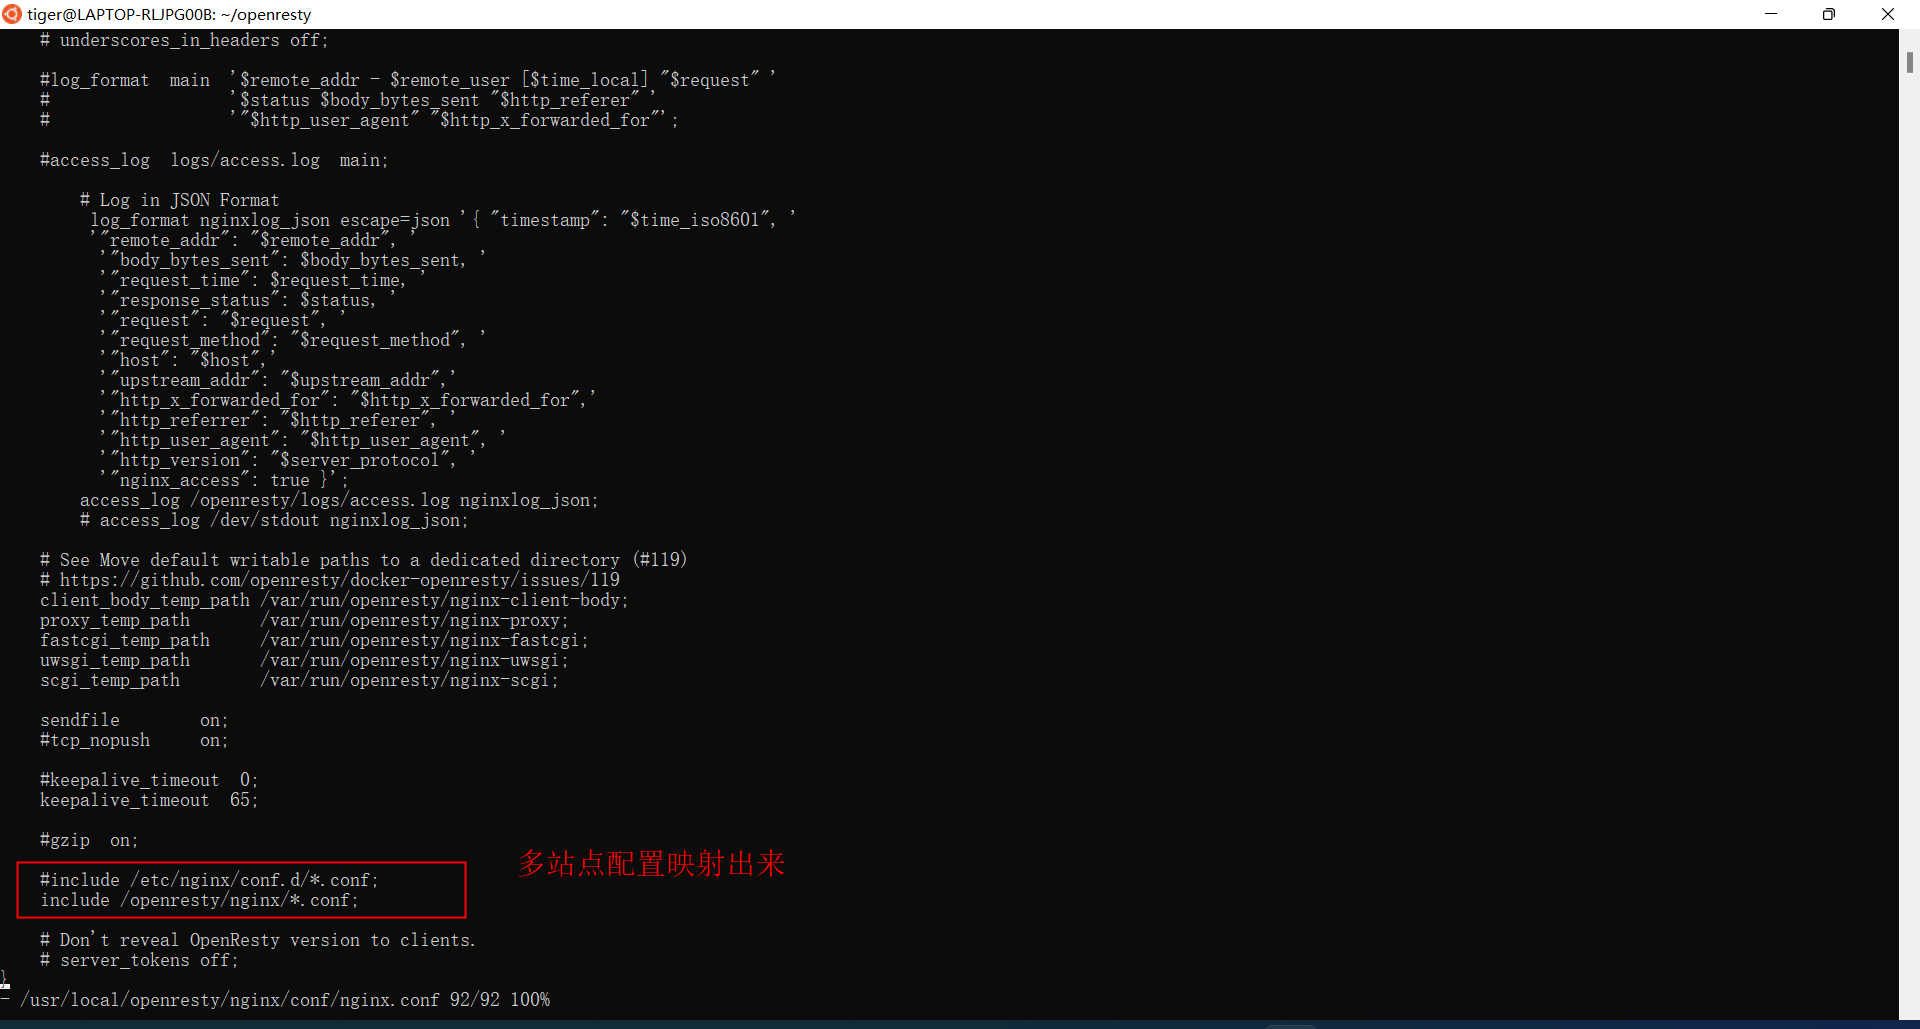 tiger@LAPTOP-RLJPG00B: ~/openresty
# underscores_in_headers off;
#log_format  main  '$remote_addr - $remote_user [$time_local] "$request" '
#                  '$status $body_bytes_sent "$http_referer" '
#                  '"$http_user_agent" "$http_x_forwarded_for"';
#access_log  logs/access.log  main;
# Log in JSON Format
log_format nginxlog_json escape=json '{ "timestamp": "$time_iso8601", '
'"remote_addr": "$remote_addr", '
'"body_bytes_sent": $body_bytes_sent, '
'"request_time": $request_time, '
'"response_status": $status, '
'"request": "$request", '
'"request_method": "$request_method", '
'"host": "$host",'
'"upstream_addr": "$upstream_addr",'
'"http_x_forwarded_for": "$http_x_forwarded_for",'
'"http_referrer": "$http_referer", '
'"http_user_agent": "$http_user_agent", '
'"http_version": "$server_protocol", '
'"nginx_access": true }';
access_log /openresty/logs/access.log nginxlog_json;
# access_log /dev/stdout nginxlog_json;
# See Move default writable paths to a dedicated directory (#119)
# https://github.com/openresty/docker-openresty/issues/119
client_body_temp_path /var/run/openresty/nginx-client-body;
proxy_temp_path       /var/run/openresty/nginx-proxy;
fastcgi_temp_path     /var/run/openresty/nginx-fastcgi;
uwsgi_temp_path       /var/run/openresty/nginx-uwsgi;
scgi_temp_path        /var/run/openresty/nginx-scgi;
sendfile        on;
#tcp_nopush     on;
#keepalive_timeout  0;
keepalive_timeout  65;
#gzip  on;
多站点配置映射出来
#include /etc/nginx/conf.d/*.conf;
include /openresty/nginx/*.conf;
# Don't reveal OpenResty version to clients.
# server_tokens off;
}
- /usr/local/openresty/nginx/conf/nginx.conf 92/92 100%